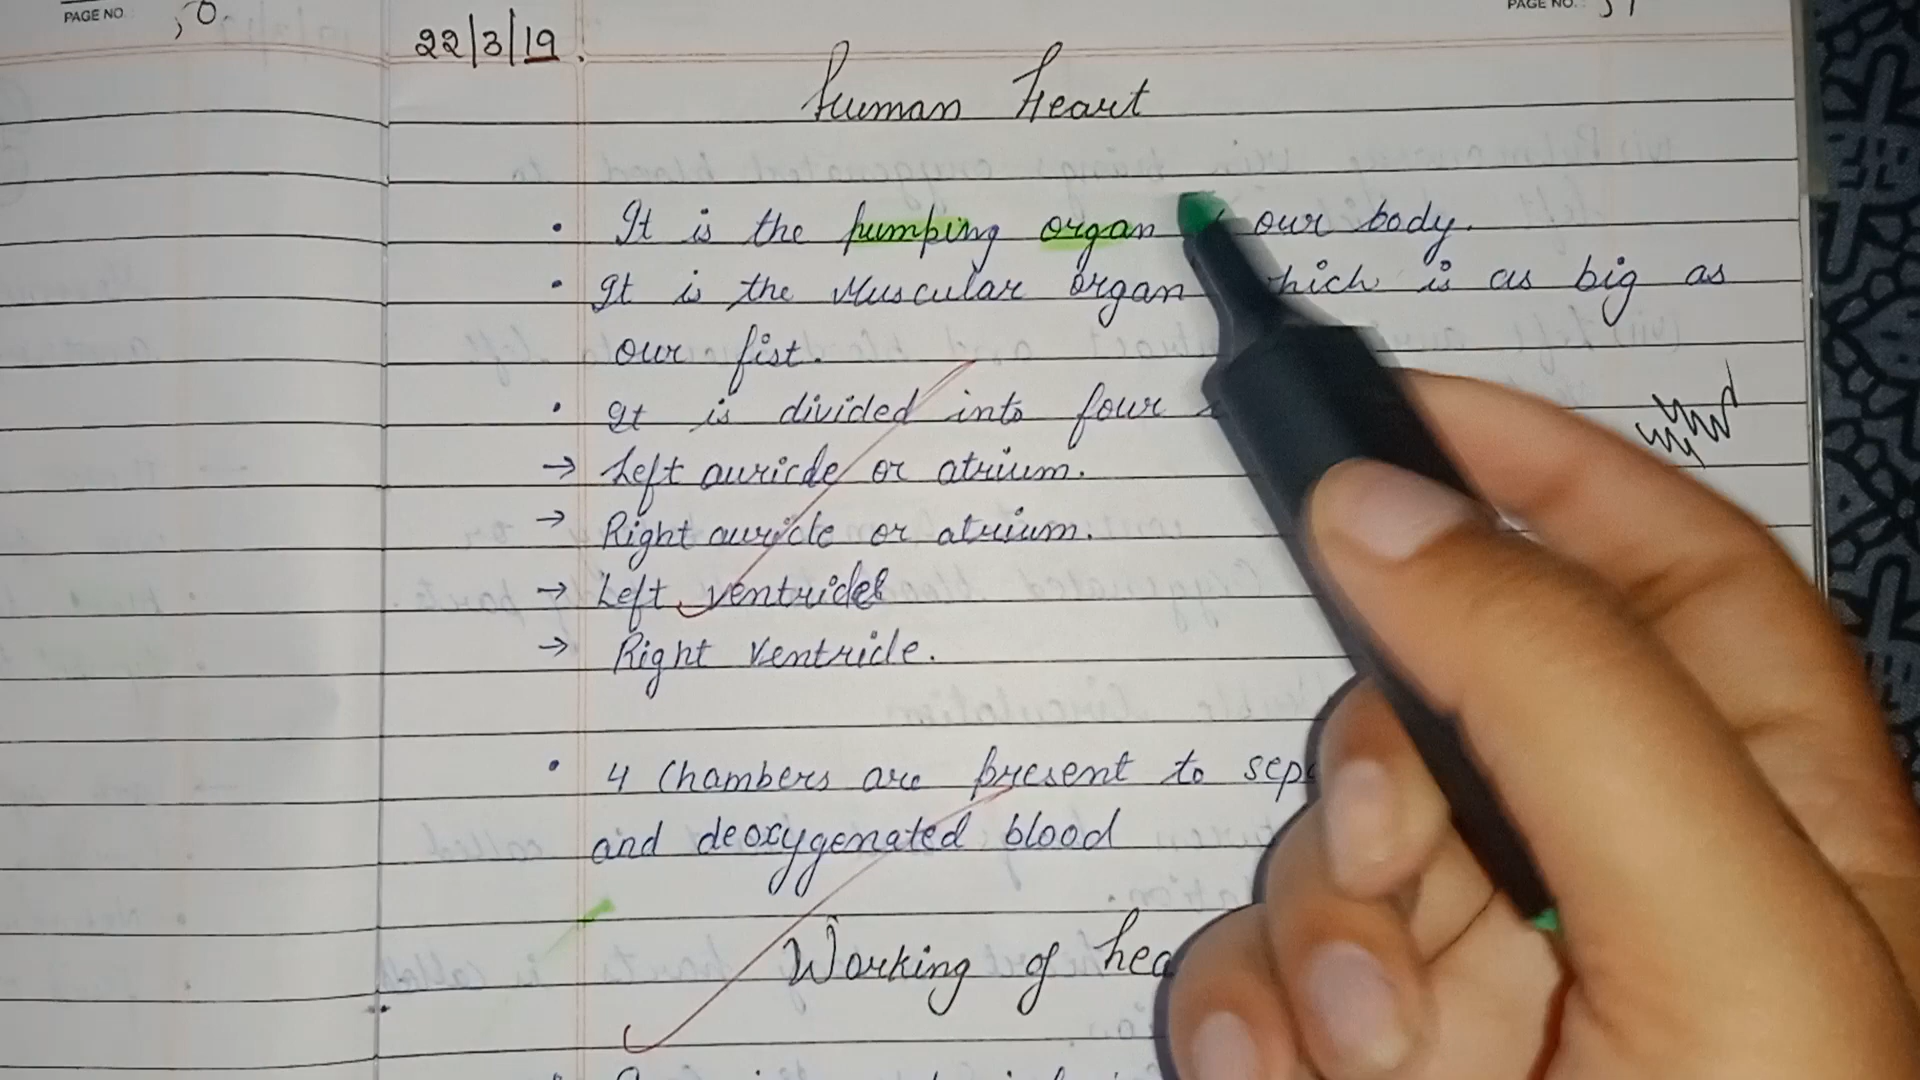 PAGE NO.
PAGE NO.
22/3/19.
Human Heart
• It is the pumping organ our body.
• It is the Muscular organ which is as big as
our fist.
• It is divided into four
→ Left auricle or atrium.
→ Right auricle or atrium.
→ Left ventricle
→ Right Ventricle.
• 4 Chambers are present to
and deoxygenated blood
Working of